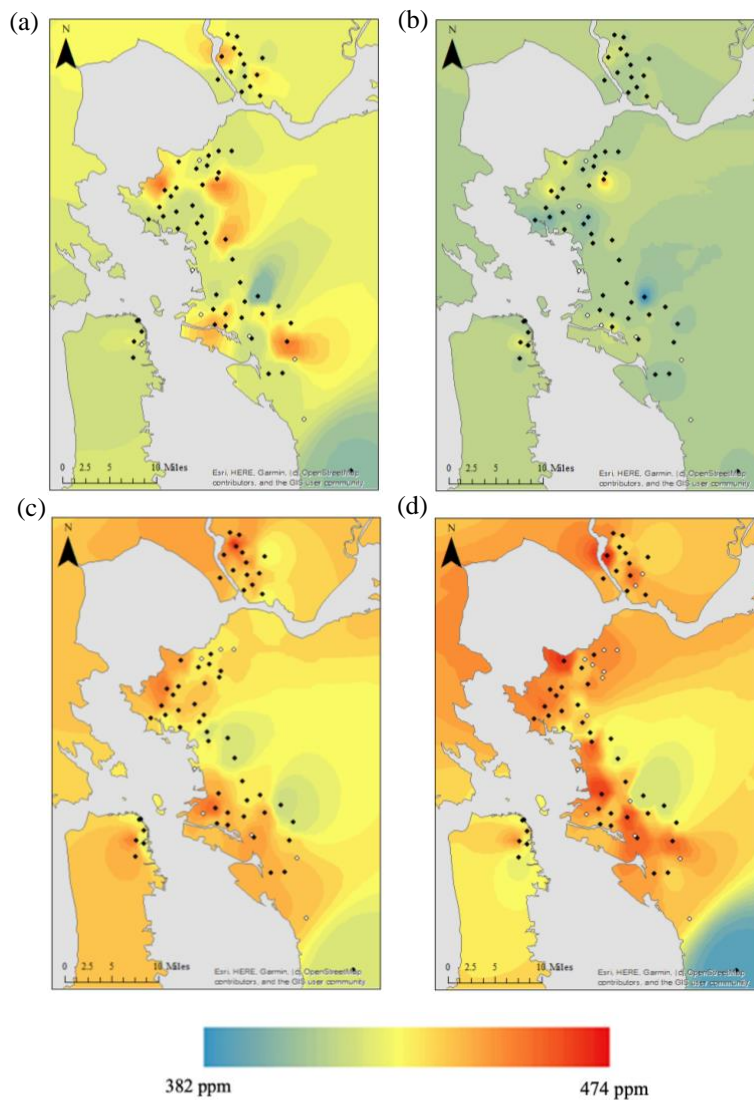 (a)
(b)
N
N
0 2.5 5 10 Miles
Esri, HERE, Garmin, (c) OpenStreetMap
contributors, and the GIS user community
0 2.5 5 10 Miles
Esri, HERE, Garmin, (c) OpenStreetMap
contributors, and the GIS user community
(c)
(d)
N
N
0 2.5 5 10 Miles
Esri, HERE, Garmin, (c) OpenStreetMap
contributors, and the GIS user community
0 2.5 5 10 Miles
Esri, HERE, Garmin, (c) OpenStreetMap
contributors, and the GIS user community
382 ppm
474 ppm